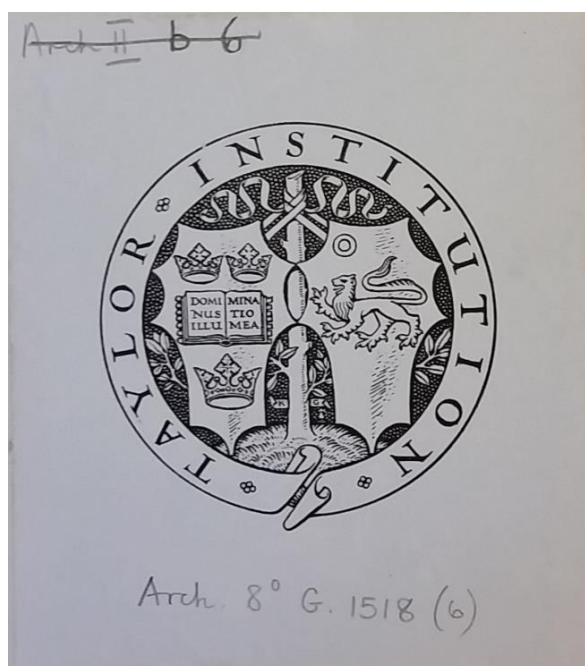 Arch II b 6
TAYLOR · INSTITUTION ·
DOMI MINA
NUS TIO
ILLU MEA
Arch. 8° G. 1518 (6)